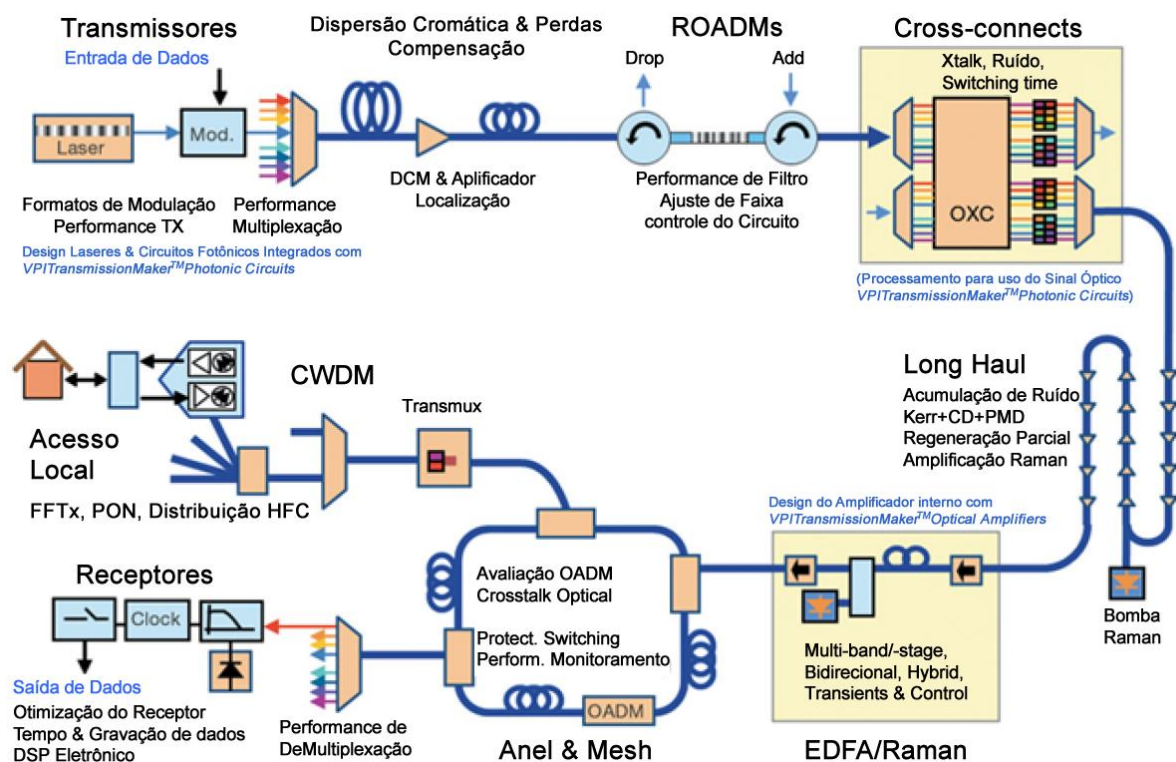 Transmissores
Entrada de Dados
Laser
Mod.
Formatos de Modulação
Performance TX
Performance
Multiplexação
Design Laseres & Circuitos Fotônicos Integrados com
VPITransmissionMaker™Photonic Circuits
Dispersão Cromática & Perdas
Compensação
DCM & Aplificador
Localização
ROADMs
Drop
Add
Performance de Filtro
Ajuste de Faixa
controle do Circuito
Cross-connects
Xtalk, Ruído,
Switching time
OXC
(Processamento para uso do Sinal Óptico
VPITransmissionMaker™Photonic Circuits)
Long Haul
Acumulação de Ruído
Kerr+CD+PMD
Regeneração Parcial
Amplificação Raman
Bomba
Raman
Design do Amplificador interno com
VPITransmissionMaker™Optical Amplifiers
Multi-band/-stage,
Bidirecional, Hybrid,
Transients & Control
EDFA/Raman
CWDM
Transmux
Acesso
Local
FFTx, PON, Distribuição HFC
Avaliação OADM
Crosstalk Optical
Protect. Switching
Perform. Monitoramento
OADM
Anel & Mesh
Receptores
Clock
Saída de Dados
Otimização do Receptor
Tempo & Gravação de dados
DSP Eletrônico
Performance de
DeMultiplexação